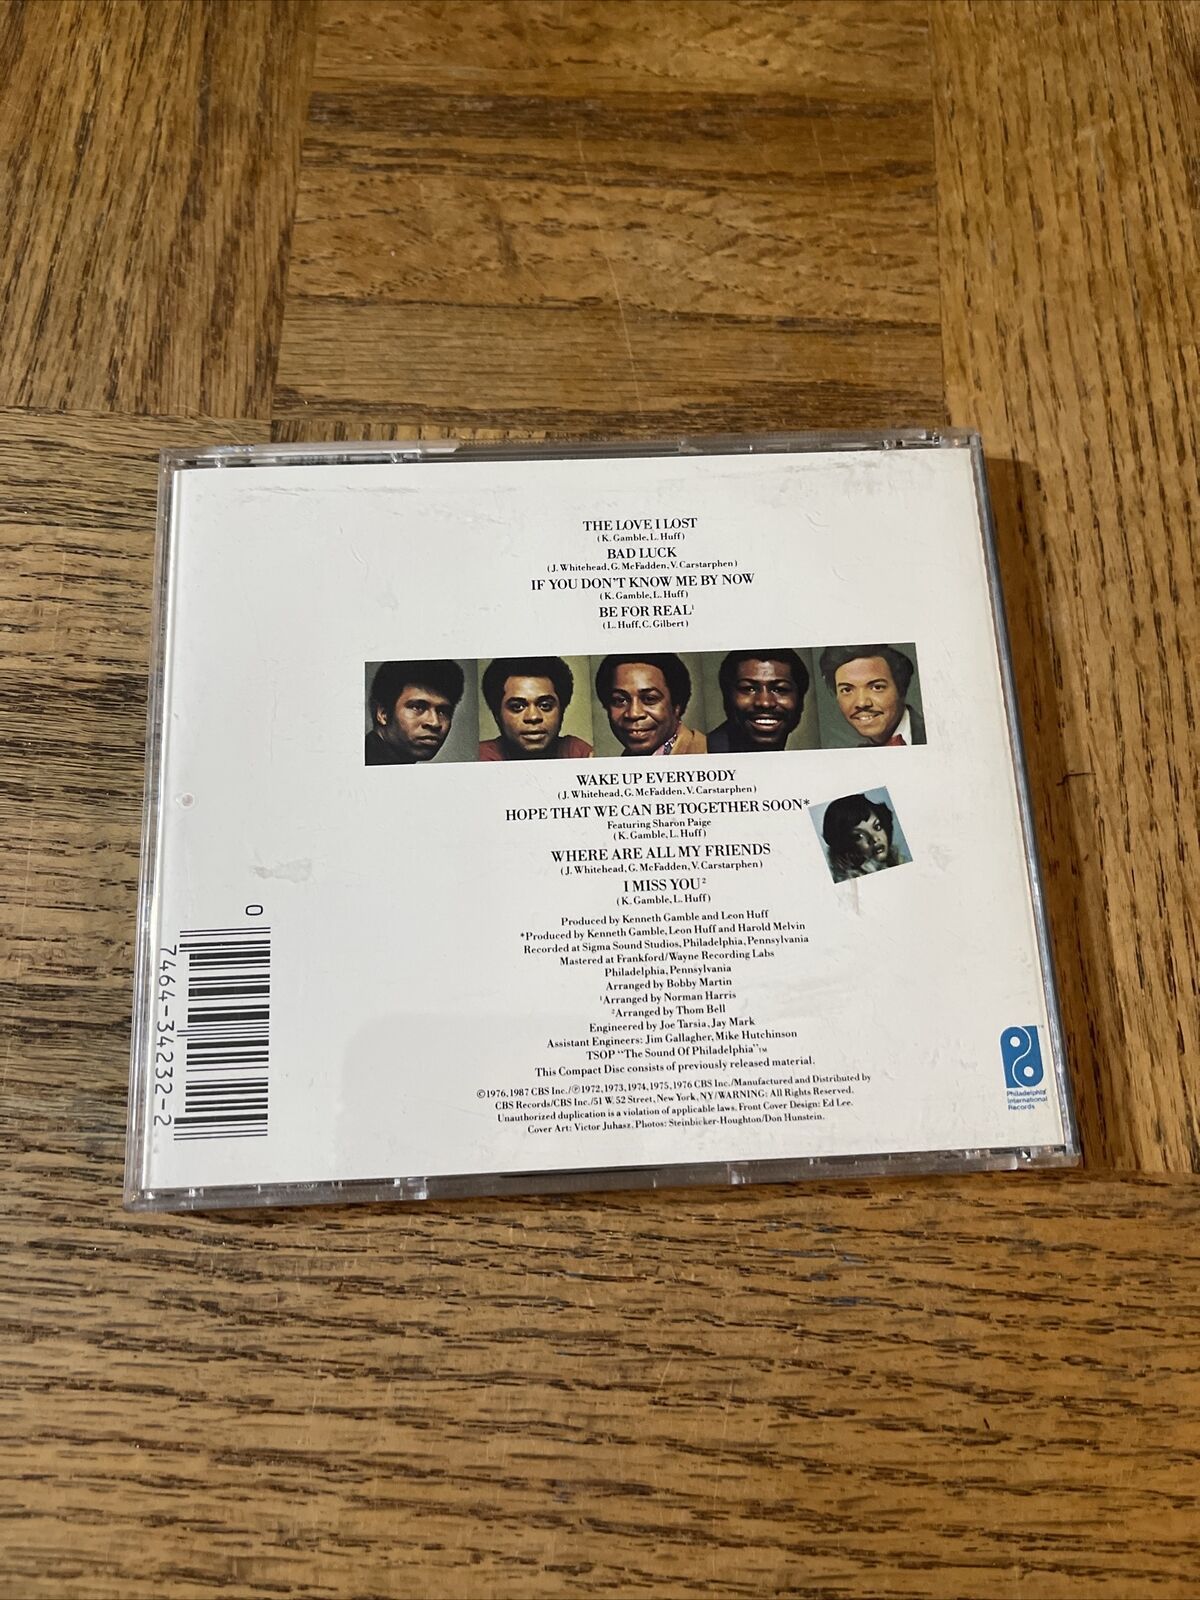 THE LOVE I LOST
(K. Gamble, L. Huff)
BAD LUCK
(J. Whitehead, G. McFadden, V. Carstarphen)
IF YOU DON'T KNOW ME BY NOW
(K. Gamble, L. Huff)
BE FOR REAL¹
(L. Huff, C. Gilbert)
WAKE UP EVERYBODY
(J. Whitehead, G. McFadden, V. Carstarphen)
HOPE THAT WE CAN BE TOGETHER SOON*
Featuring Sharon Paige
(K. Gamble, L. Huff)
WHERE ARE ALL MY FRIENDS
(J. Whitehead, G. McFadden, V. Carstarphen)
I MISS YOU²
(K. Gamble, L. Huff)
Produced by Kenneth Gamble and Leon Huff
*Produced by Kenneth Gamble, Leon Huff and Harold Melvin
Recorded at Sigma Sound Studios, Philadelphia, Pennsylvania
Mastered at Frankford/Wayne Recording Labs
Philadelphia, Pennsylvania
Arranged by Bobby Martin
¹Arranged by Norman Harris
²Arranged by Thom Bell
Engineered by Joe Tarsia, Jay Mark
Assistant Engineers: Jim Gallagher, Mike Hutchinson
TSOP "The Sound Of Philadelphia"™
This Compact Disc consists of previously released material.
©1976, 1987 CBS Inc./℗1972, 1973, 1974, 1975, 1976 CBS Inc./Manufactured and Distributed by
CBS Records/CBS Inc./51 W. 52 Street, New York, NY/WARNING: All Rights Reserved.
Unauthorized duplication is a violation of applicable laws. Front Cover Design: Ed Lee.
Cover Art: Victor Juhasz, Photos: Steinbicker-Houghton/Don Hunstein.
0
7464-34232-2
Philadelphia
International
Records